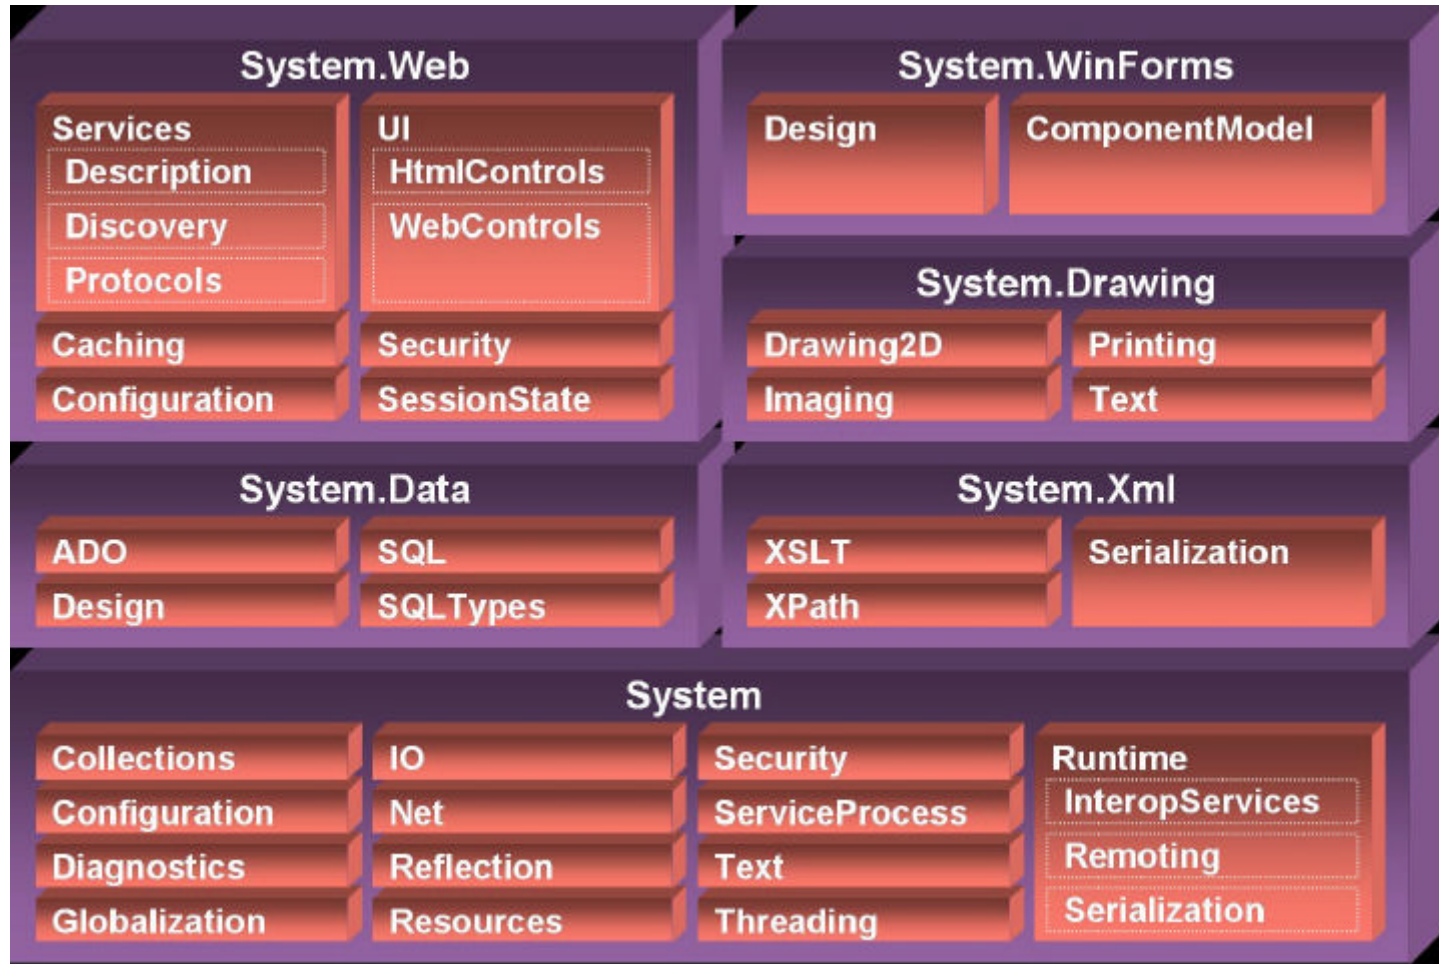 System.Web
Services
Description
Discovery
Protocols
UI
HtmlControls
WebControls
Caching
Security
Configuration
SessionState
System.WinForms
Design
ComponentModel
System.Drawing
Drawing2D
Printing
Imaging
Text
System.Data
ADO
SQL
Design
SQLTypes
System.Xml
XSLT
Serialization
XPath
System
Collections
Configuration
Diagnostics
Globalization
IO
Net
Reflection
Resources
Security
ServiceProcess
Text
Threading
Runtime
InteropServices
Remoting
Serialization